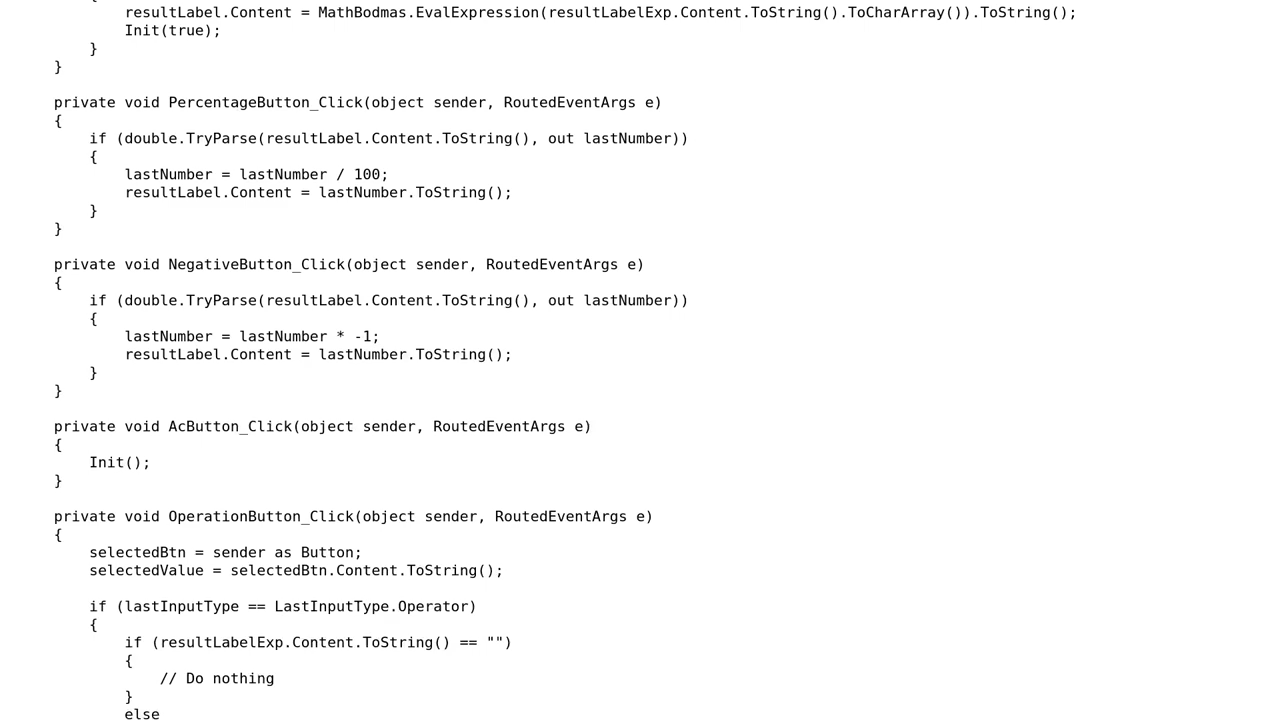 resultLabel.Content = MathBodmas.EvalExpression(resultLabelExp.Content.ToString().ToCharArray()).ToString();
Init(true);
}
}
private void PercentageButton_Click(object sender, RoutedEventArgs e)
{
if (double.TryParse(resultLabel.Content.ToString(), out lastNumber))
{
lastNumber = lastNumber / 100;
resultLabel.Content = lastNumber.ToString();
}
}
private void NegativeButton_Click(object sender, RoutedEventArgs e)
{
if (double.TryParse(resultLabel.Content.ToString(), out lastNumber))
{
lastNumber = lastNumber * -1;
resultLabel.Content = lastNumber.ToString();
}
}
private void AcButton_Click(object sender, RoutedEventArgs e)
{
Init();
}
private void OperationButton_Click(object sender, RoutedEventArgs e)
{
selectedBtn = sender as Button;
selectedValue = selectedBtn.Content.ToString();
if (lastInputType == LastInputType.Operator)
{
if (resultLabelExp.Content.ToString() == "")
{
// Do nothing
}
else